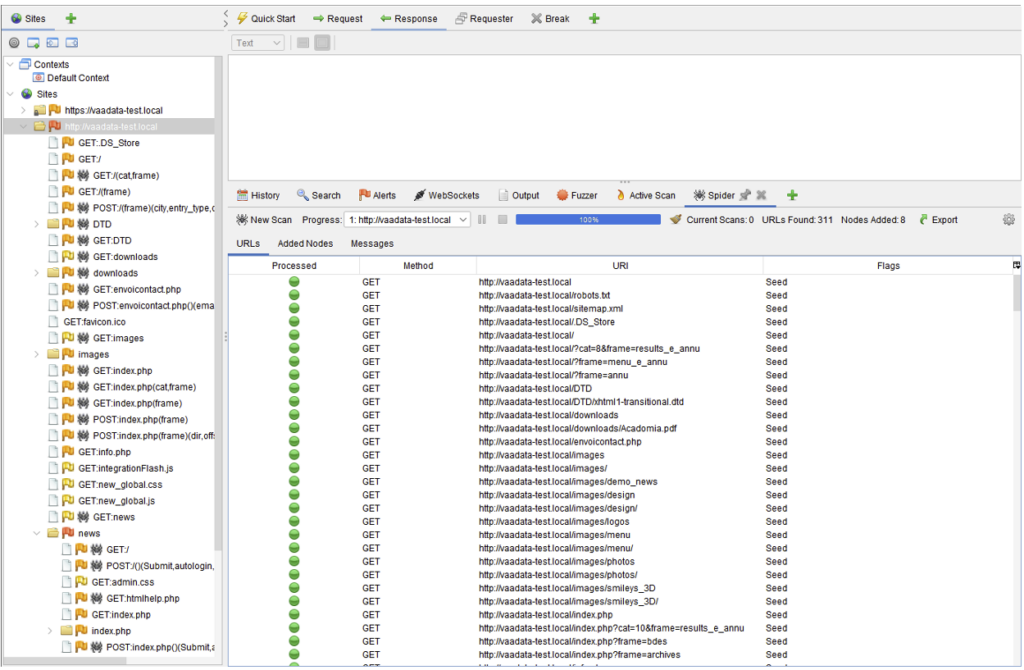 Sites
Quick Start Request Response Requester Break
Text
Contexts
Default Context
Sites
https://vaadata-test.local
http://vaadata-test.local
GET:.DS_Store
GET:/
GET:/(cat,frame)
GET:/(frame)
POST:/(frame)(city,entry_type,c
DTD
GET:DTD
GET:downloads
downloads
GET:envoicontact.php
POST:envoicontact.php()(ema
GET:favicon.ico
GET:images
images
GET:index.php
GET:index.php(cat,frame)
GET:index.php(frame)
POST:index.php(frame)
POST:index.php(frame)(dir,off
GET:info.php
GET:integrationFlash.js
GET:new_global.css
GET:new_global.js
GET:news
news
GET:/
POST:/()(Submit,autologin,
GET:admin.css
GET:htmlhelp.php
GET:index.php
index.php
POST:index.php()(Submit,a
History Search Alerts WebSockets Output Fuzzer Active Scan Spider
New Scan Progress: 1: http://vaadata-test.local 100% Current Scans: 0 URLs Found: 311 Nodes Added: 8 Export
URLs Added Nodes Messages
Processed Method URI Flags
GET http://vaadata-test.local Seed
GET http://vaadata-test.local/robots.txt Seed
GET http://vaadata-test.local/sitemap.xml Seed
GET http://vaadata-test.local/.DS_Store Seed
GET http://vaadata-test.local/ Seed
GET http://vaadata-test.local/?cat=8&frame=results_e_annu Seed
GET http://vaadata-test.local/?frame=menu_e_annu Seed
GET http://vaadata-test.local/?frame=annu Seed
GET http://vaadata-test.local/DTD Seed
GET http://vaadata-test.local/DTD/xhtml1-transitional.dtd Seed
GET http://vaadata-test.local/downloads Seed
GET http://vaadata-test.local/downloads/Acadomia.pdf Seed
GET http://vaadata-test.local/envoicontact.php Seed
GET http://vaadata-test.local/images Seed
GET http://vaadata-test.local/images/ Seed
GET http://vaadata-test.local/images/demo_news Seed
GET http://vaadata-test.local/images/design Seed
GET http://vaadata-test.local/images/design/ Seed
GET http://vaadata-test.local/images/logos Seed
GET http://vaadata-test.local/images/menu Seed
GET http://vaadata-test.local/images/menu/ Seed
GET http://vaadata-test.local/images/photos Seed
GET http://vaadata-test.local/images/photos/ Seed
GET http://vaadata-test.local/images/smileys_3D Seed
GET http://vaadata-test.local/images/smileys_3D/ Seed
GET http://vaadata-test.local/index.php Seed
GET http://vaadata-test.local/index.php?cat=10&frame=results_e_annu Seed
GET http://vaadata-test.local/index.php?frame=bdes Seed
GET http://vaadata-test.local/index.php?frame=archives Seed